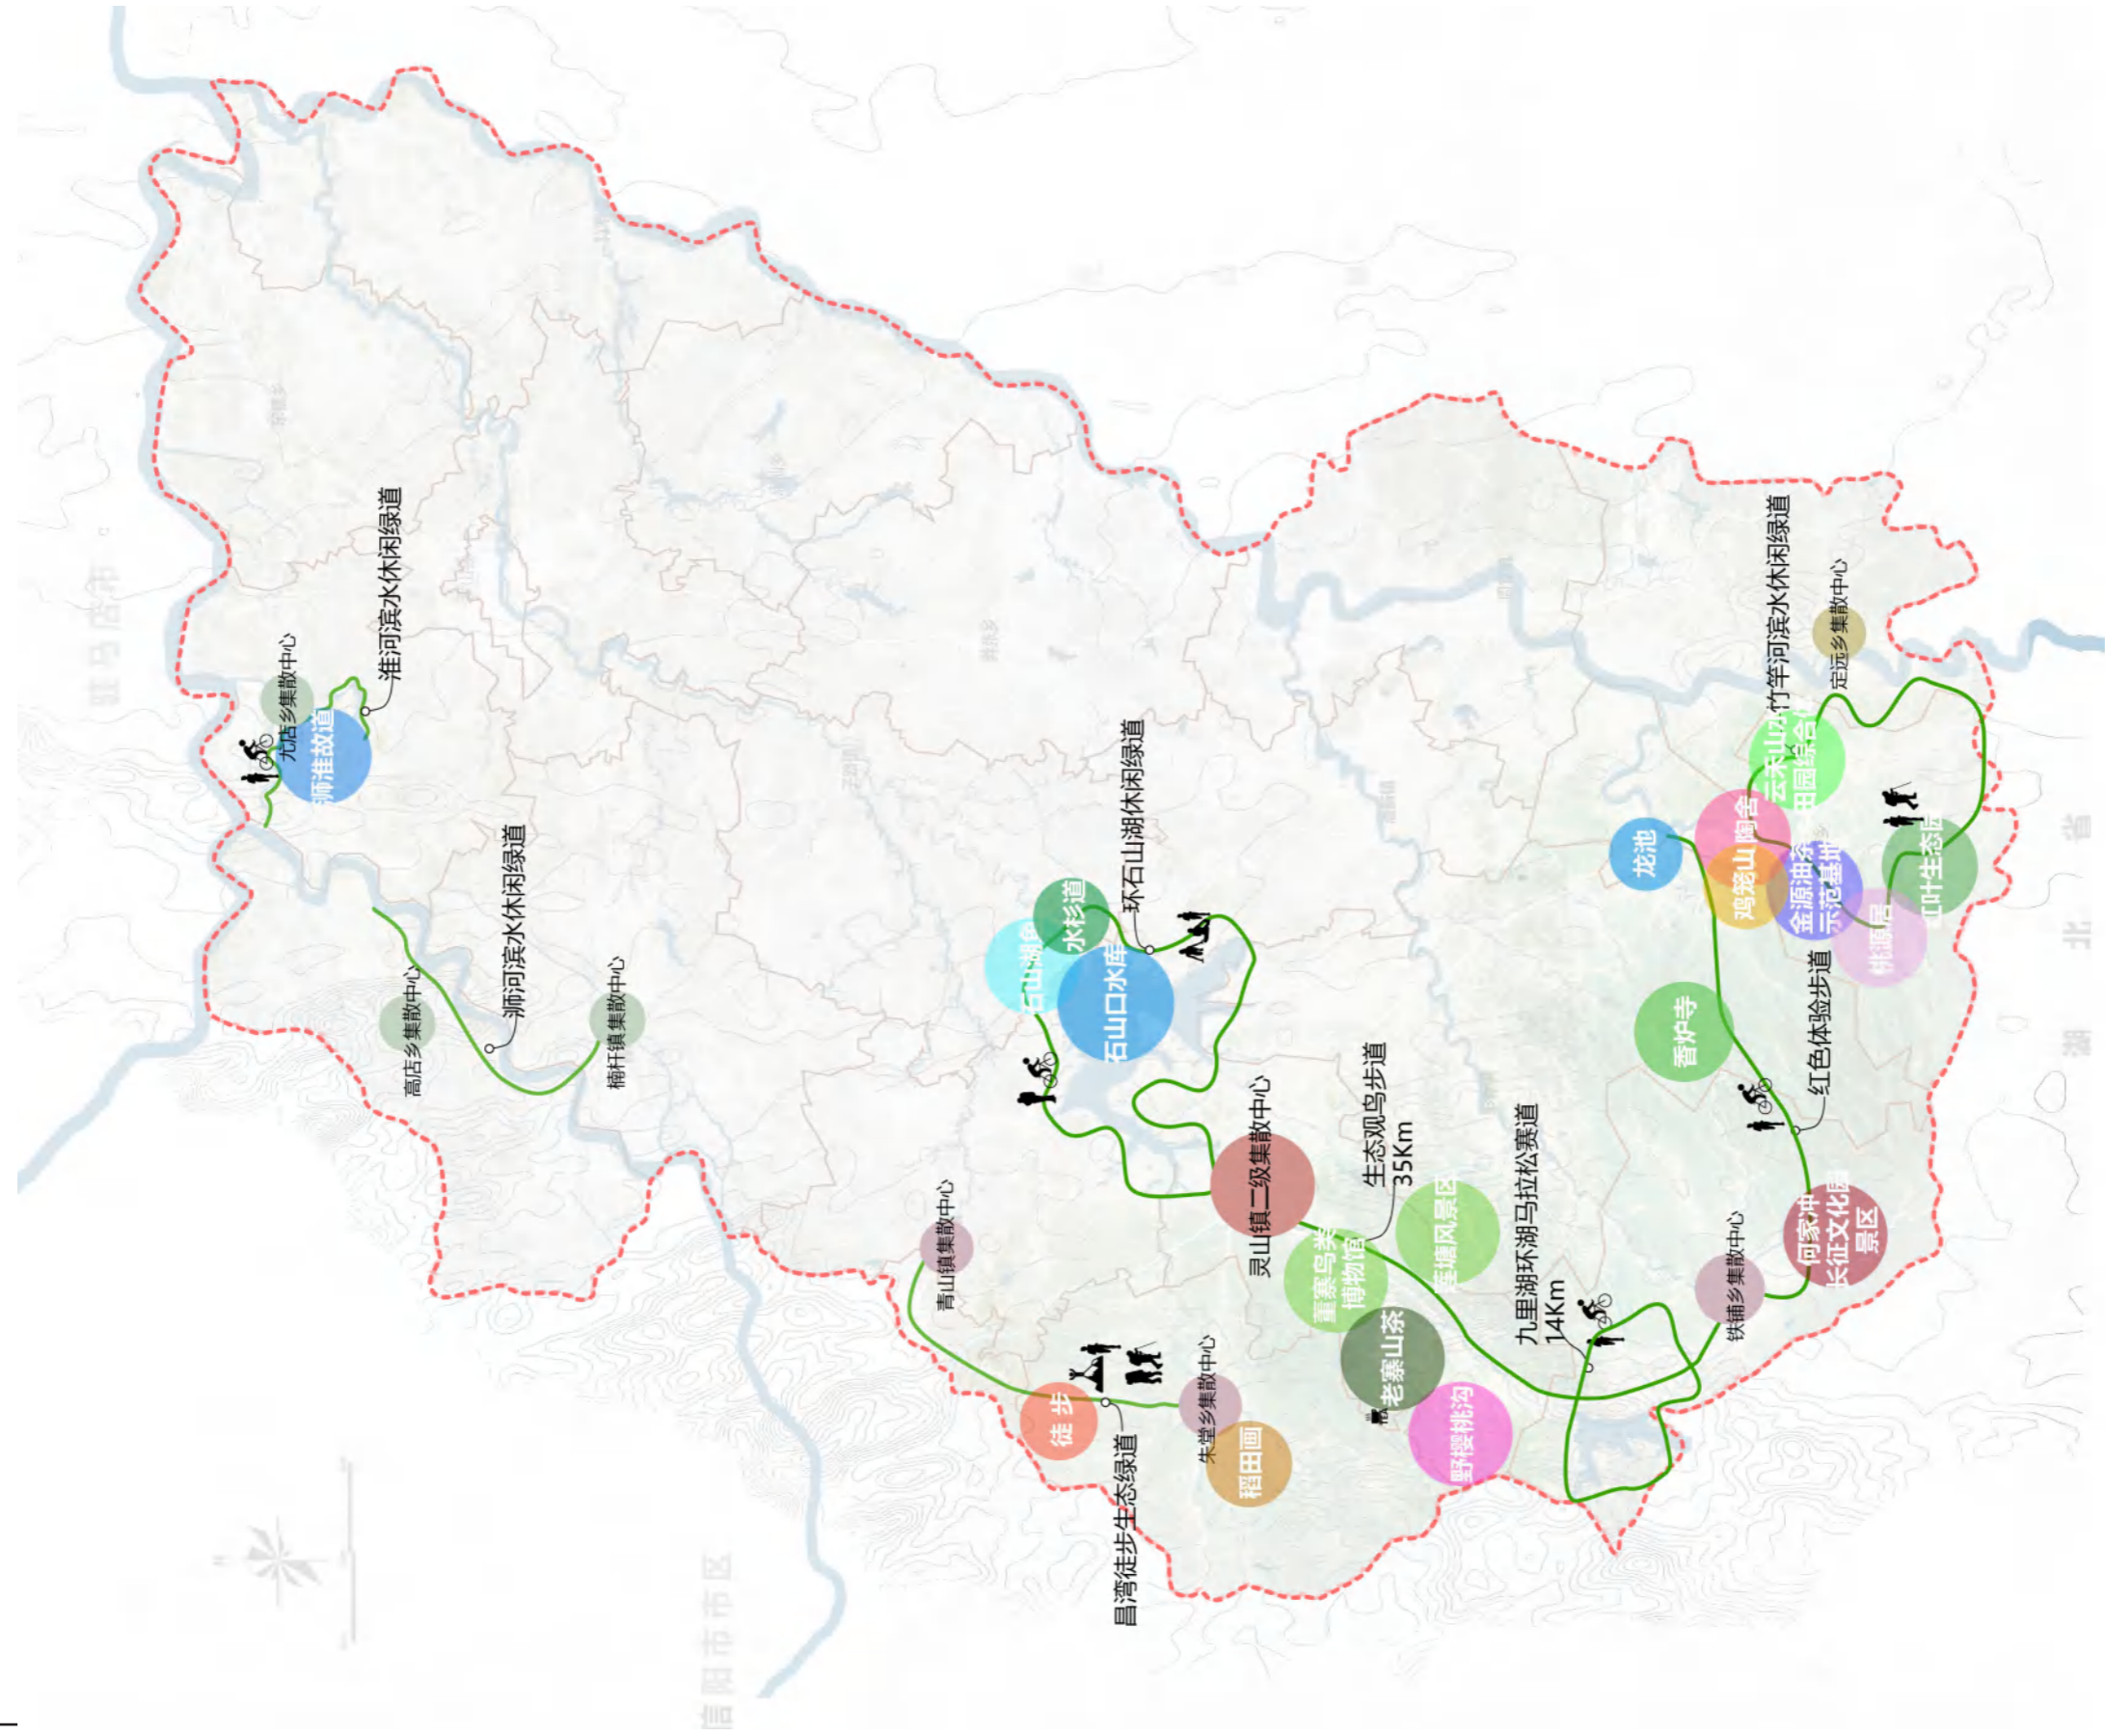 驻马店市
尤店乡集散中心
浉淮故道
淮河滨水休闲绿道
高店乡集散中心
浉河滨水休闲绿道
楠杆镇集散中心
信阳市市区
青山镇集散中心
石山湖鱼
水杉道
石山口水库
环石山湖休闲绿道
徒步
昌湾徒步生态绿道
朱堂乡集散中心
稻田画
灵山镇二级集散中心
董寨鸟类
博物馆
生态观鸟步道
35Km
莲塘风景区
老寨山茶
野樱桃沟
九里湖环湖马拉松赛道
14Km
龙池
香炉寺
鸡笼山
陶舍
云禾山水
田园综合体
竹竿河滨水休闲绿道
定远乡集散中心
金源油茶
示范基地
桃源居
红叶生态园
红色体验步道
铁铺乡集散中心
何家冲
长征文化园
景区
湖北省